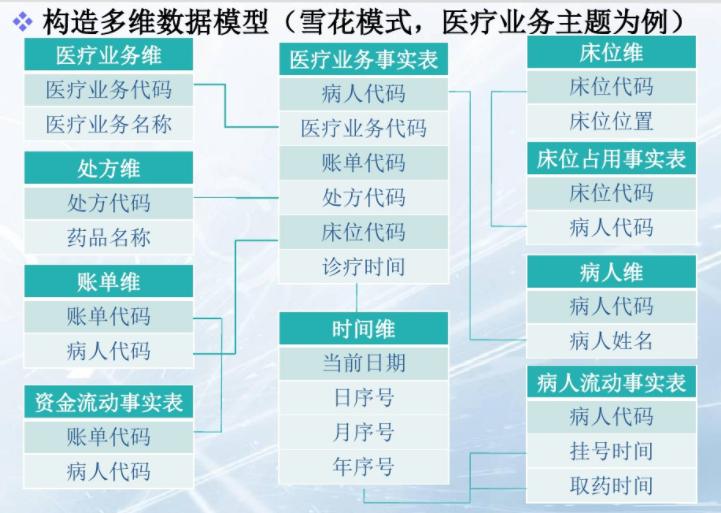 构造多维数据模型（雪花模式，医疗业务主题为例）
医疗业务维
医疗业务代码
医疗业务名称
处方维
处方代码
药品名称
账单维
账单代码
病人代码
资金流动事实表
账单代码
病人代码
医疗业务事实表
病人代码
医疗业务代码
账单代码
处方代码
床位代码
诊疗时间
时间维
当前日期
日序号
月序号
年序号
床位维
床位代码
床位位置
床位占用事实表
床位代码
病人代码
病人维
病人代码
病人姓名
病人流动事实表
病人代码
挂号时间
取药时间